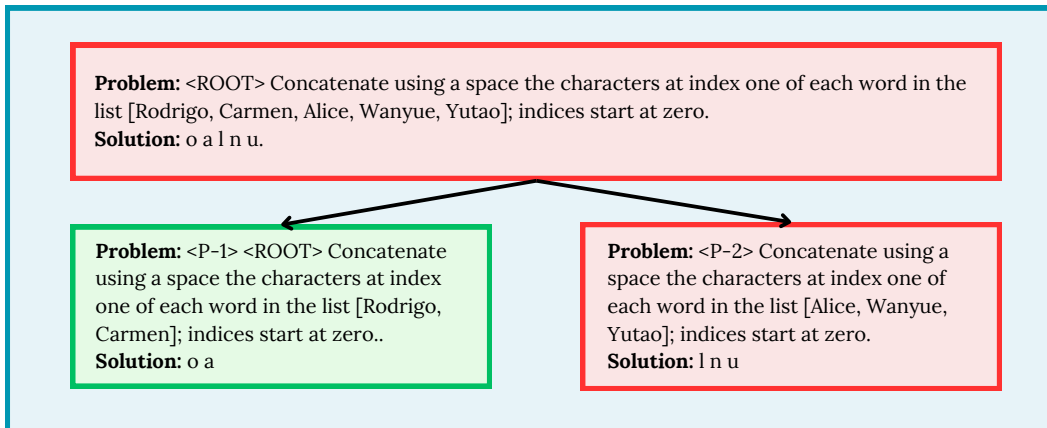 Problem: <ROOT> Concatenate using a space the characters at index one of each word in the
list [Rodrigo, Carmen, Alice, Wanyue, Yutao]; indices start at zero.
Solution: o a l n u.
Problem: <P-1> <ROOT> Concatenate
using a space the characters at index
one of each word in the list [Rodrigo,
Carmen]; indices start at zero..
Solution: o a
Problem: <P-2> Concatenate using a
space the characters at index one of
each word in the list [Alice, Wanyue,
Yutao]; indices start at zero.
Solution: l n u